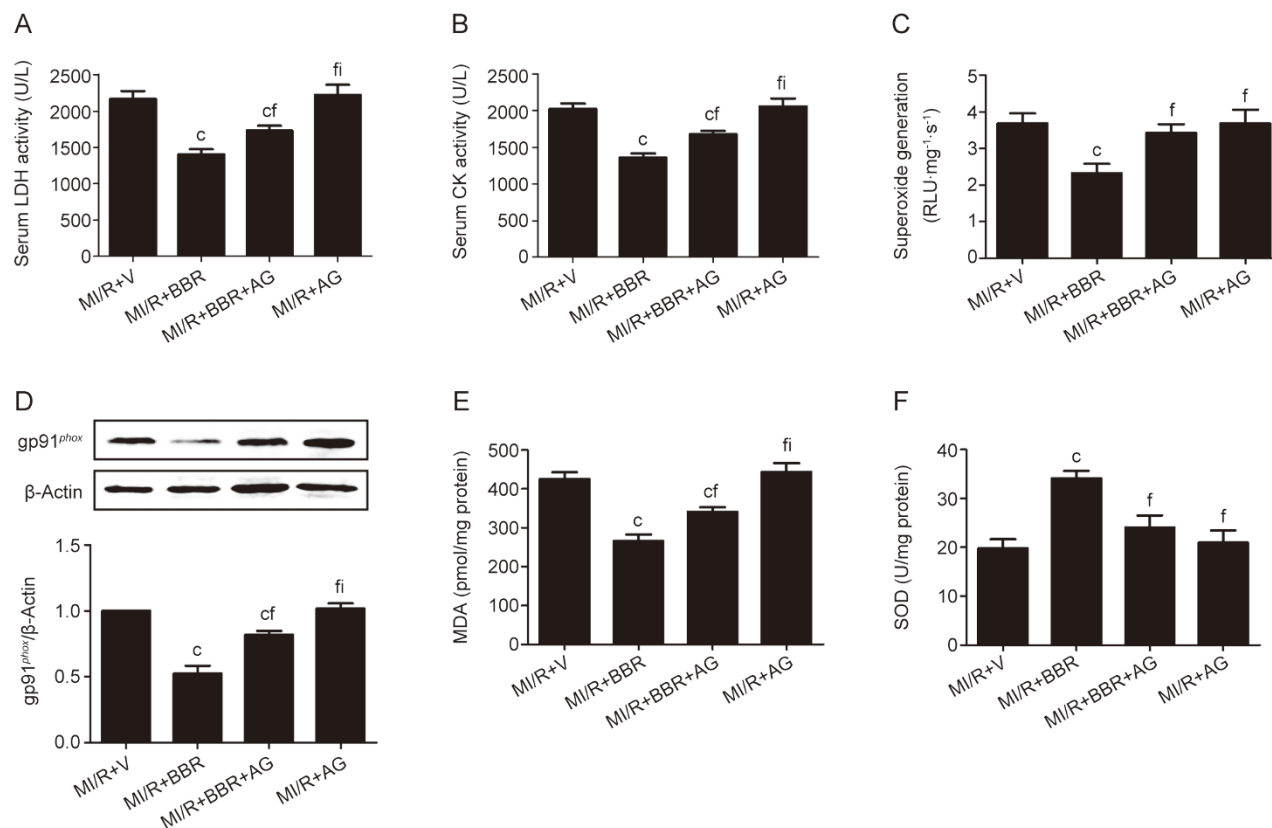 A
Serum LDH activity (U/L)
2500
2000
1500
1000
500
0
c
cf
fi
MI/R+V
MI/R+BBR
MI/R+BBR+AG
MI/R+AG
B
Serum CK activity (U/L)
2500
2000
1500
1000
500
0
c
cf
fi
MI/R+V
MI/R+BBR
MI/R+BBR+AG
MI/R+AG
C
Superoxide generation
(RLU·mg⁻¹·s⁻¹)
5
4
3
2
1
0
c
f
f
MI/R+V
MI/R+BBR
MI/R+BBR+AG
MI/R+AG
D
gp91phox
β-Actin
gp91phox/β-Actin
1.5
1.0
0.5
0.0
c
cf
fi
MI/R+V
MI/R+BBR
MI/R+BBR+AG
MI/R+AG
E
MDA (pmol/mg protein)
500
400
300
200
100
0
c
cf
fi
MI/R+V
MI/R+BBR
MI/R+BBR+AG
MI/R+AG
F
SOD (U/mg protein)
40
30
20
10
0
c
f
f
MI/R+V
MI/R+BBR
MI/R+BBR+AG
MI/R+AG